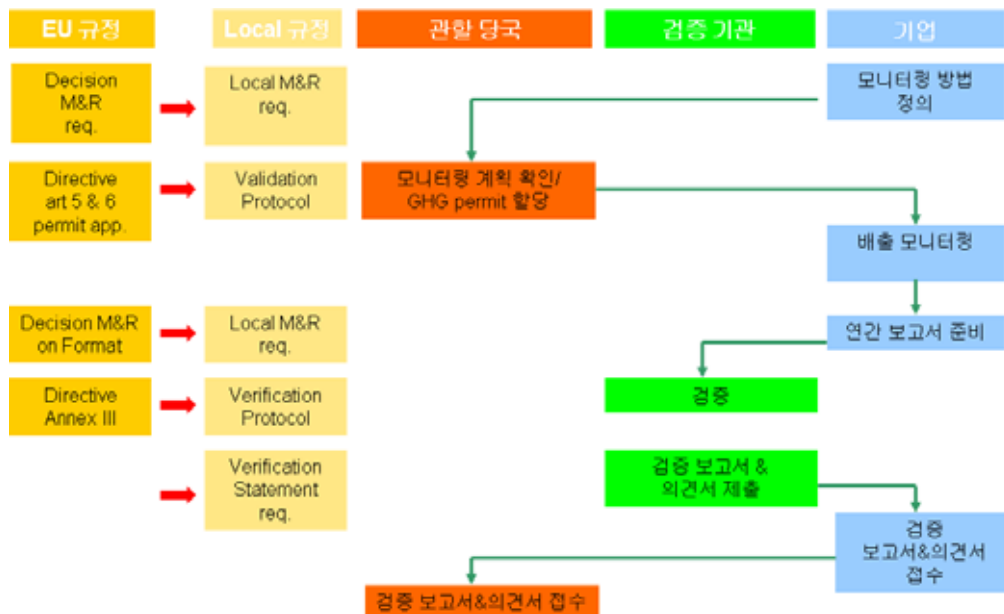 EU 규정
Local 규정
관할 당국
검증 기관
기업
Decision
M&R
req.
Local M&R
req.
모니터링 방법
정의
Directive
art 5 & 6
permit app.
Validation
Protocol
모니터링 계획 확인/
GHG permit 할당
배출 모니터링
Decision M&R
on Format
Local M&R
req.
연간 보고서 준비
Directive
Annex III
Verification
Protocol
검증
Verification
Statement
req.
검증 보고서 &
의견서 제출
검증
보고서&의견서
접수
검증 보고서&의견서 접수